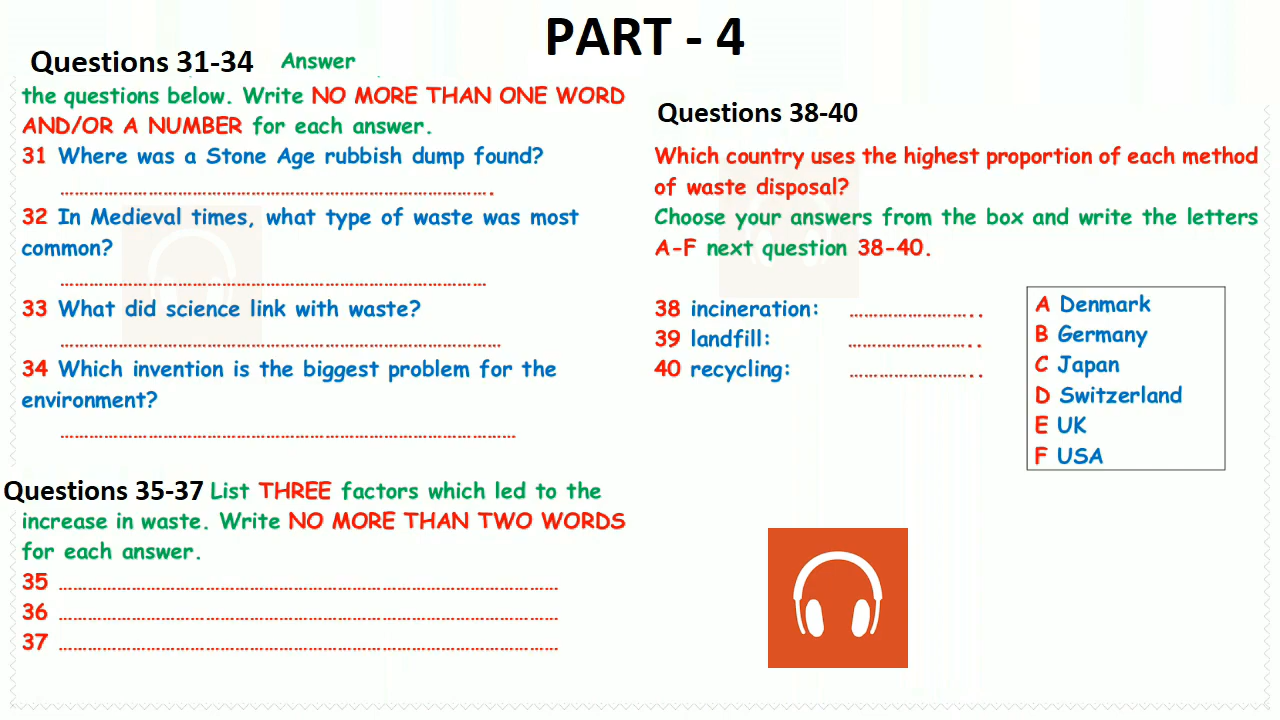 PART - 4
Questions 31-34 Answer
the questions below. Write NO MORE THAN ONE WORD
AND/OR A NUMBER for each answer.
31 Where was a Stone Age rubbish dump found?
……………………………………………………………………………….
32 In Medieval times, what type of waste was most
common?
………………………………………………………………………………
33 What did science link with waste?
…………………………………………………………………………………
34 Which invention is the biggest problem for the
environment?
……………………………………………………………………………………
Questions 35-37 List THREE factors which led to the
increase in waste. Write NO MORE THAN TWO WORDS
for each answer.
35 ……………………………………………………………………………………………
36 ……………………………………………………………………………………………
37 ……………………………………………………………………………………………
Questions 38-40
Which country uses the highest proportion of each method
of waste disposal?
Choose your answers from the box and write the letters
A-F next question 38-40.
38 incineration: ……………………..
39 landfill: ……………………..
40 recycling: ……………………..
A Denmark
B Germany
C Japan
D Switzerland
E UK
F USA